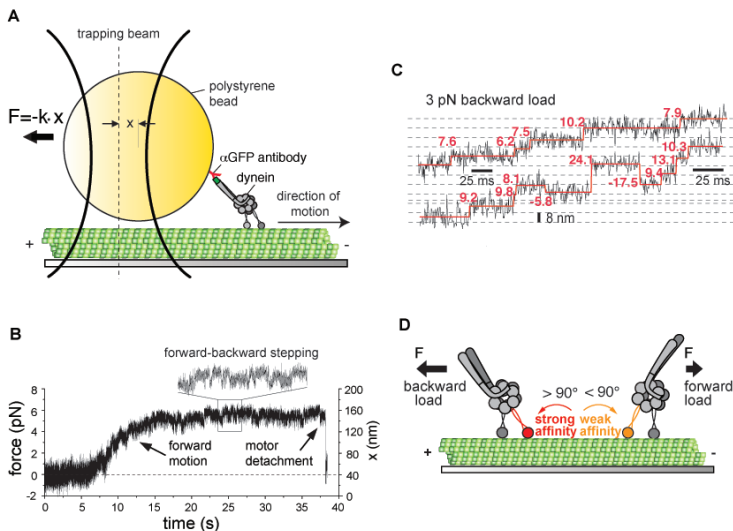 A
trapping beam
polystyrene
bead
F=-k·x
x
αGFP antibody
dynein
direction of
motion
+
-
C
3 pN backward load
7.6
6.2
7.5
10.2
7.9
25 ms
9.2
9.8
8.1
-5.8
24.1
-17.5
9.4
13.1
10.3
25 ms
8 nm
B
forward-backward stepping
force (pN)
8
6
4
2
0
-2
forward
motion
motor
detachment
200
160
120
80
40
0
x (nm)
0
5
10
15
20
25
30
35
40
time (s)
D
F
backward
load
> 90° < 90°
strong
affinity
weak
affinity
F
forward
load
+
-